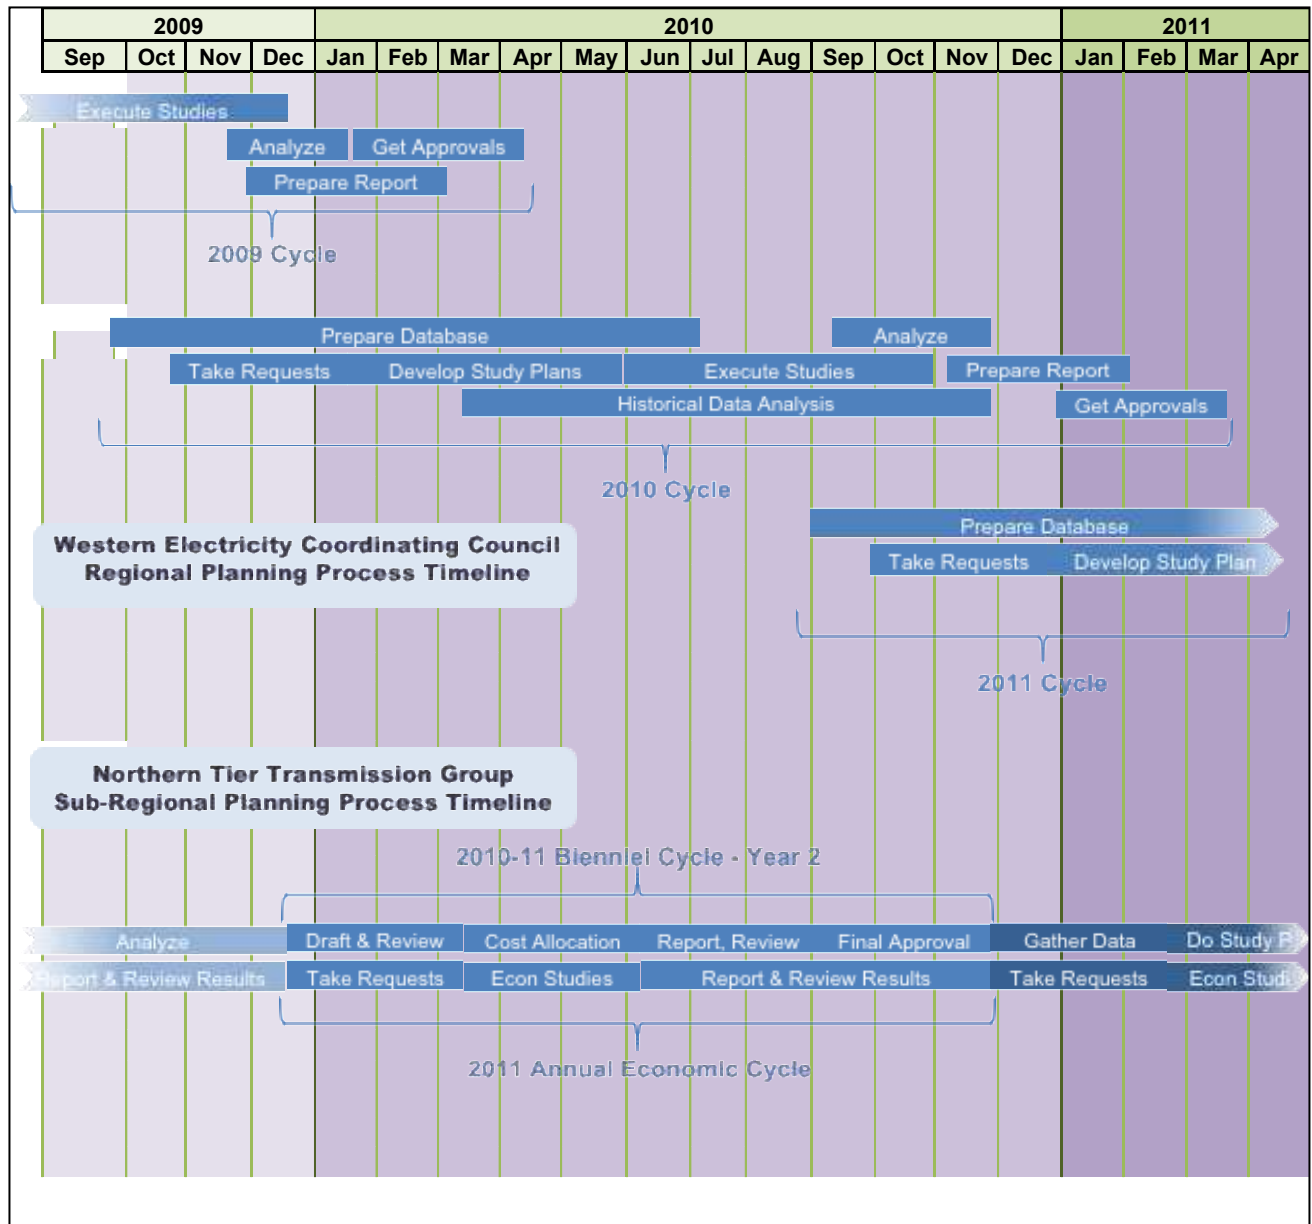 2009 2010 2011
Sep Oct Nov Dec Jan Feb Mar Apr May Jun Jul Aug Sep Oct Nov Dec Jan Feb Mar Apr
Execute Studies
Analyze Get Approvals
Prepare Report
2009 Cycle
Prepare Database Analyze
Take Requests Develop Study Plans Execute Studies Prepare Report
Historical Data Analysis Get Approvals
2010 Cycle
Prepare Database
Western Electricity Coordinating Council
Take Requests Develop Study Plan
Regional Planning Process Timeline
2011 Cycle
Northern Tier Transmission Group
Sub-Regional Planning Process Timeline
2010-11 Bienniel Cycle - Year 2
Analyze Draft & Review Cost Allocation Report, Review Final Approval Gather Data Do Study R
Report & Review Results Take Requests Econ Studies Report & Review Results Take Requests Econ Studi
2011 Annual Economic Cycle